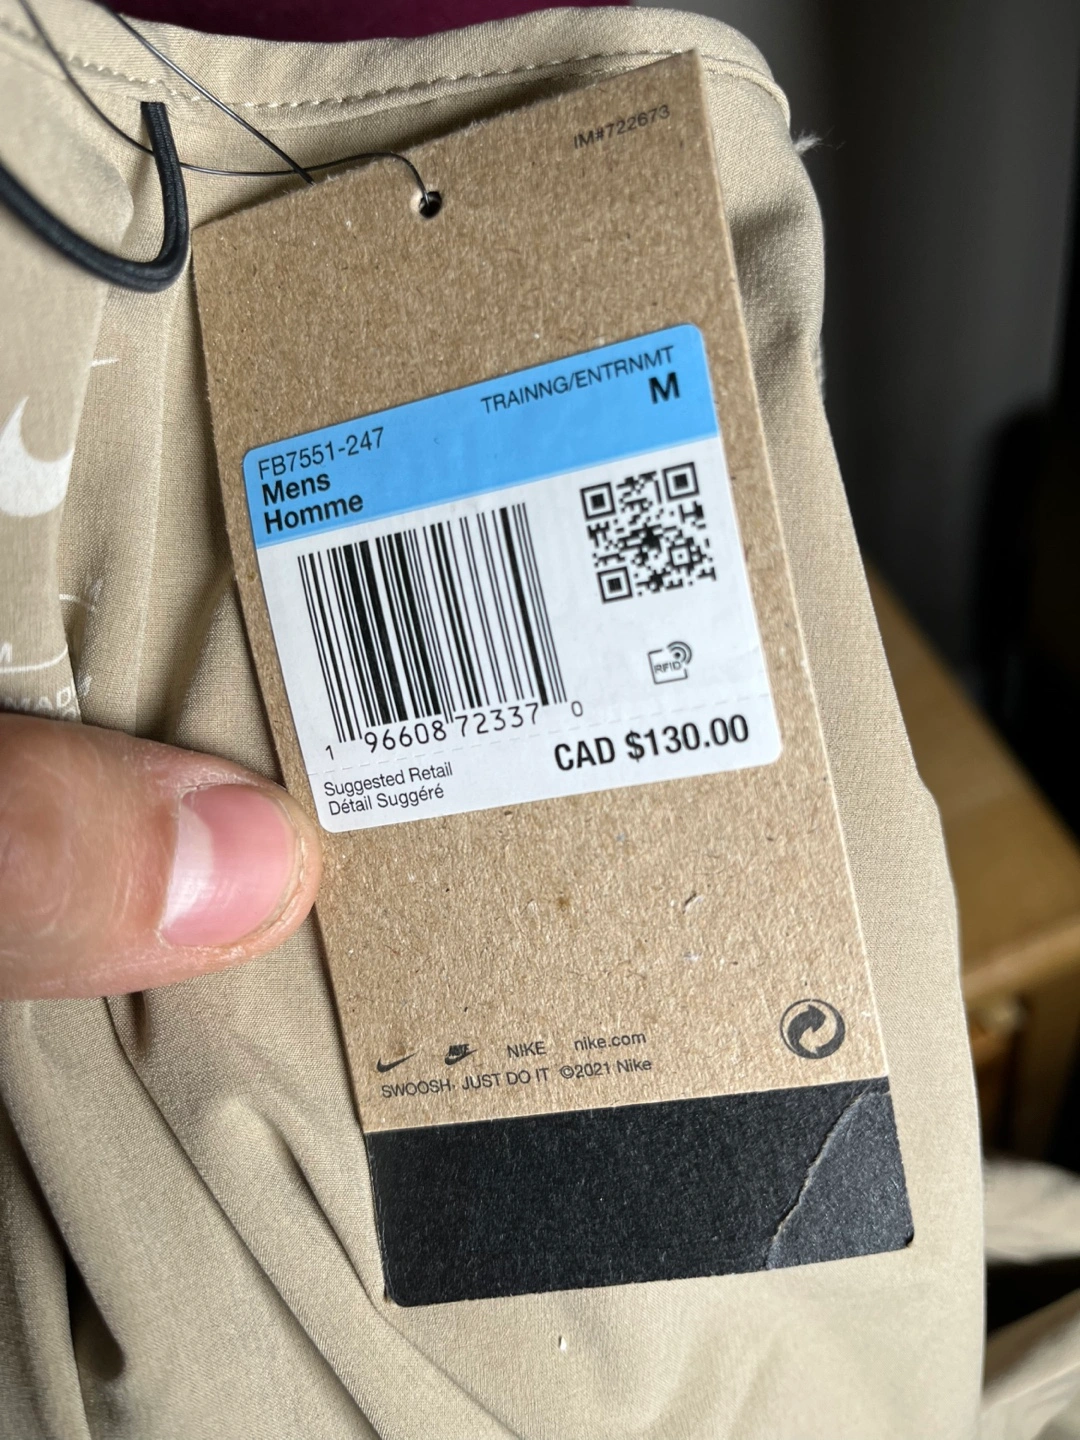 IM#722673
TRAINNG/ENTRNMT
M
FB7551-247
Mens
Homme
RFID
1 96608 72337 0
CAD $130.00
Suggested Retail
Détail Suggéré
NIKE nike.com
SWOOSH, JUST DO IT ©2021 Nike